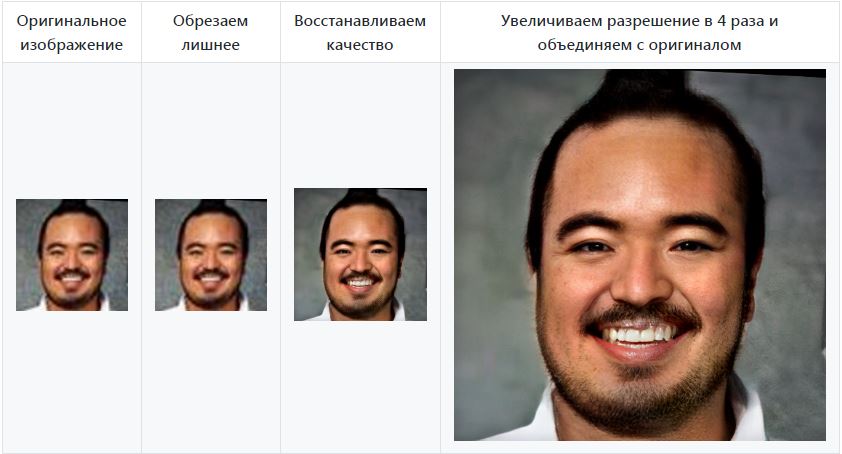 Оригинальное
изображение
Обрезаем
лишнее
Восстанавливаем
качество
Увеличиваем разрешение в 4 раза и
объединяем с оригиналом